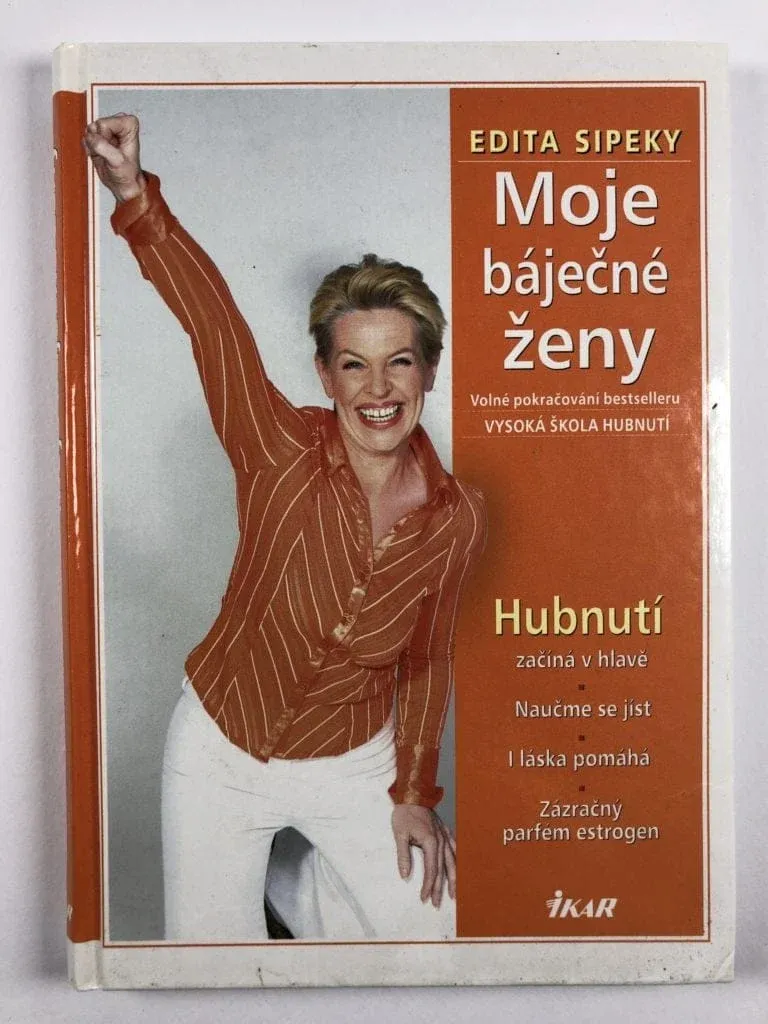 EDITA SIPEKY
Moje
báječné
ženy
Volné pokračování bestselleru
VYSOKÁ ŠKOLA HUBNUTÍ
Hubnutí
začíná v hlavě
Naučme se jíst
I láska pomáhá
Zázračný
parfém estrogen
IKAR